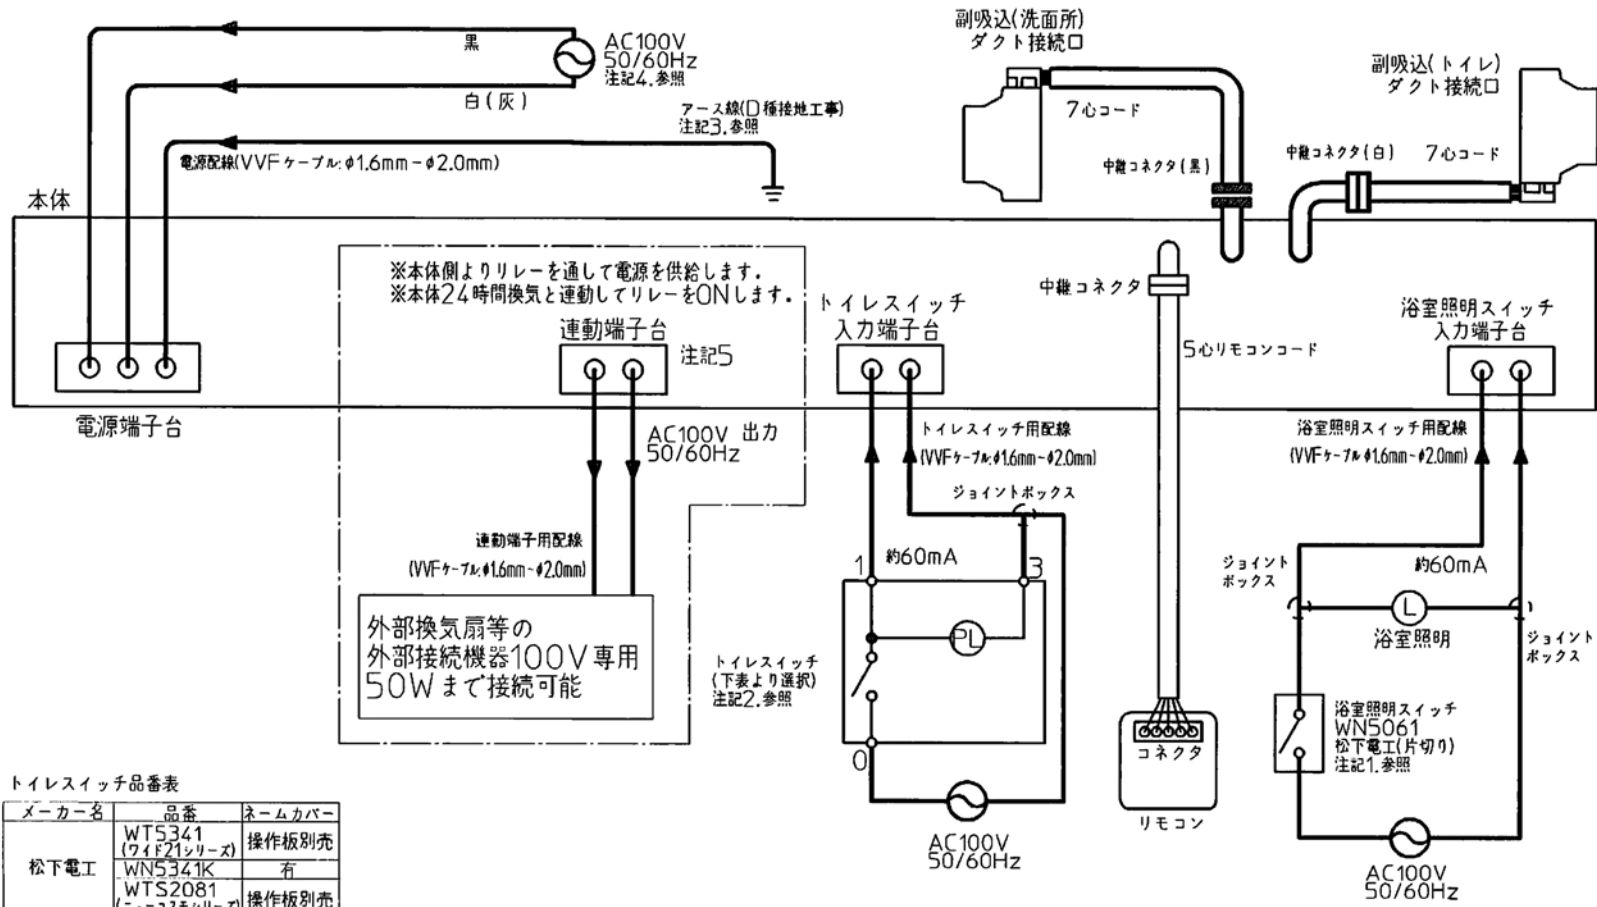 黒
AC100V
50/60Hz
注記4.参照
白(灰)
アース線(D種接地工事)
注記3.参照
電源配線(VVFケーブル:φ1.6mm-φ2.0mm)
副吸込(洗面所)
ダクト接続口
7心コード
中継コネクタ(黒)
副吸込(トイレ)
ダクト接続口
中継コネクタ(白)
7心コード
本体
※本体側よりリレーを通して電源を供給します.
※本体24時間換気と連動してリレーをONします.
連動端子台
注記5
トイレスイッチ
入力端子台
中継コネクタ
5心リモコンコード
浴室照明スイッチ
入力端子台
電源端子台
AC100V 出力
50/60Hz
トイレスイッチ用配線
(VVFケーブル:φ1.6mm-φ2.0mm)
浴室照明スイッチ用配線
(VVFケーブル φ1.6mm~φ2.0mm)
ジョイントボックス
連動端子用配線
(VVFケーブル:φ1.6mm~φ2.0mm)
1
約60mA
3
PL
0
外部換気扇等の
外部接続機器100V専用
50Wまで接続可能
トイレスイッチ
(下表より選択)
注記2.参照
AC100V
50/60Hz
コネクタ
リモコン
ジョイント
ボックス
約60mA
L
浴室照明
ジョイント
ボックス
浴室照明スイッチ
WN5061
松下電工(片切り)
注記1.参照
AC100V
50/60Hz
トイレスイッチ品番表
メーカー名 品番 ネームカバー
松下電工
WT5341
(ワイド21シリーズ)
操作板別売
WN5341K 有
WTS2081
操作板別売